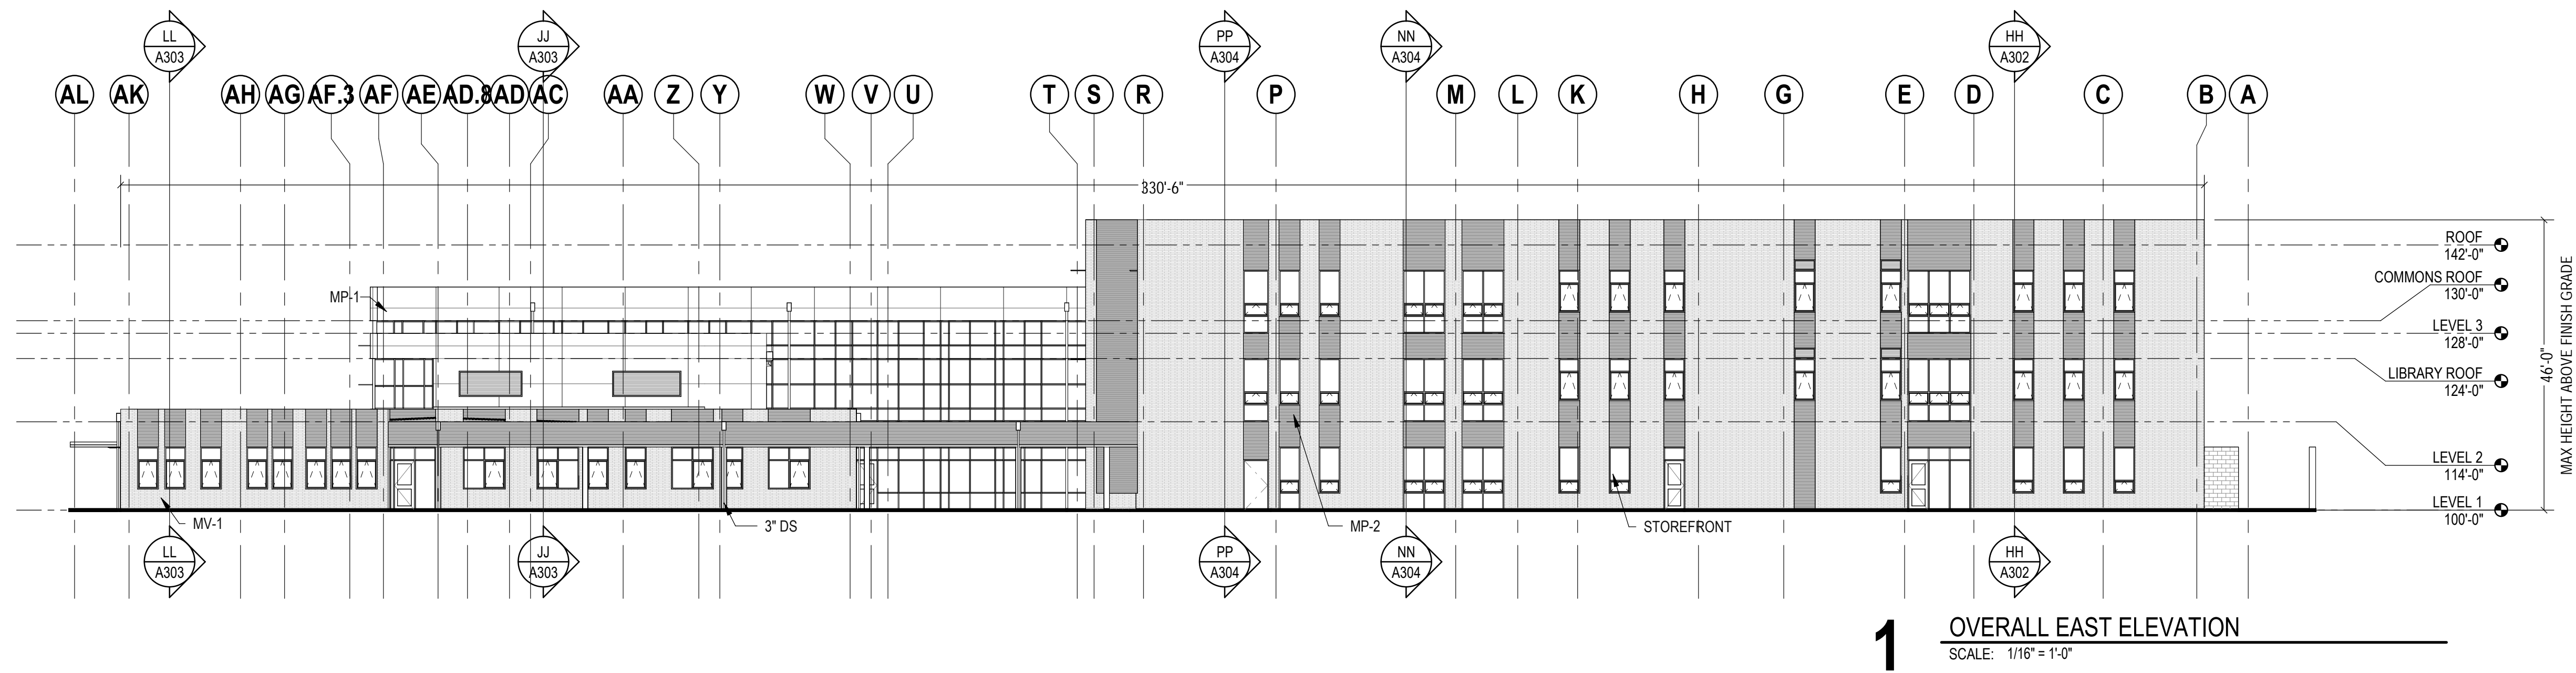 LL
A303
JJ
A303
PP
A304
NN
A304
HH
A302
AL
AK
AH
AG
AF.3
AF
AE
AD.8
AD
AC
AA
Z
Y
W
V
U
T
S
R
P
M
L
K
H
G
E
D
C
B
A
330'-6"
ROOF
142'-0"
COMMONS ROOF
130'-0"
LEVEL 3
128'-0"
LIBRARY ROOF
124'-0"
LEVEL 2
114'-0"
LEVEL 1
100'-0"
46'-0"
MAX HEIGHT ABOVE FINISH GRADE
MP-1
MV-1
3" DS
MP-2
STOREFRONT
LL
A303
JJ
A303
PP
A304
NN
A304
HH
A302
1
OVERALL EAST ELEVATION
SCALE: 1/16" = 1'-0"